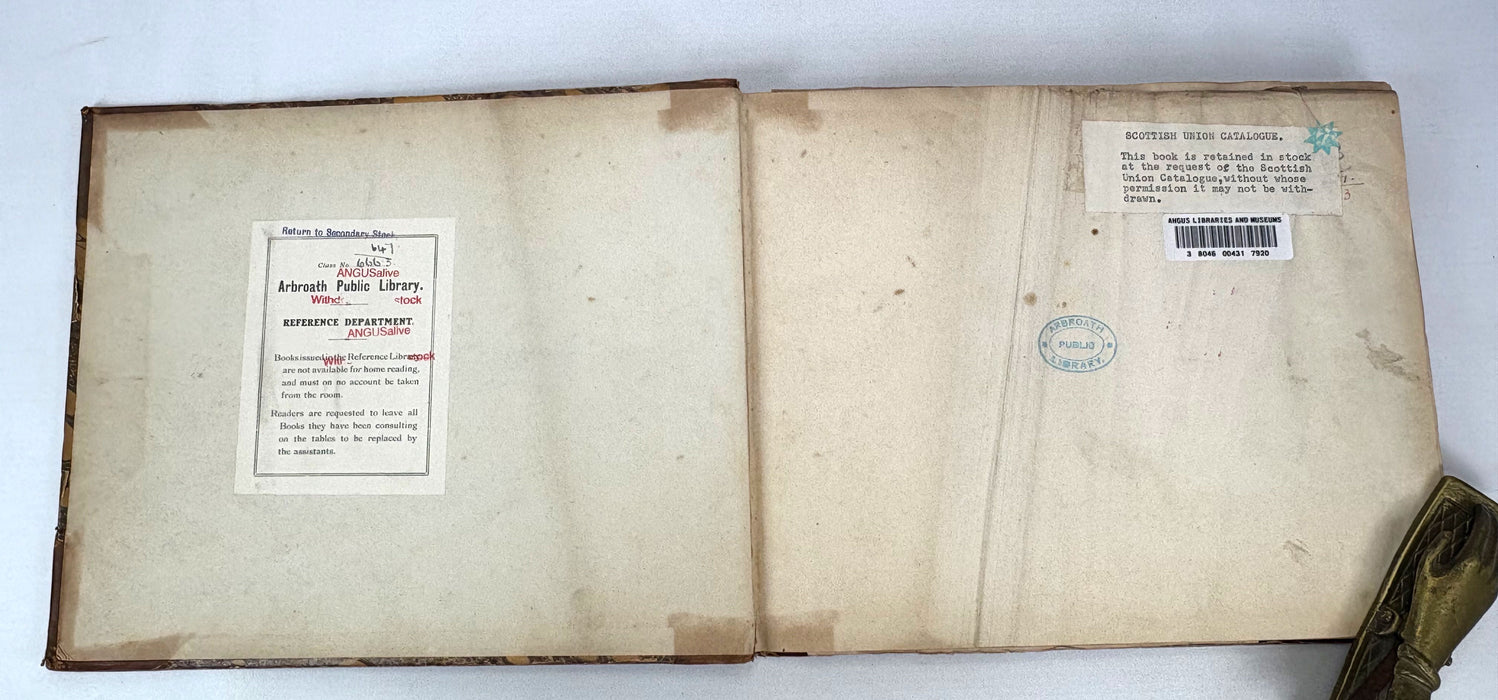 Return to Secondary Stock
647
Class No. 666.3.
ANGUSalive
Arbroath Public Library.
stock
REFERENCE DEPARTMENT.
ANGUSalive
Books issued in the Reference Library
stock
are not available for home reading,
and must on no account be taken
from the room.
Readers are requested to leave all
Books they have been consulting
on the tables to be replaced by
the assistants.
SCOTTISH UNION CATALOGUE.
This book is retained in stock
at the request of the Scottish
Union Catalogue, without whose
permission it may not be with-
drawn.
ANGUS LIBRARIES AND MUSEUMS
3 8046 00431 7920
ARBROATH
PUBLIC
LIBRARY.